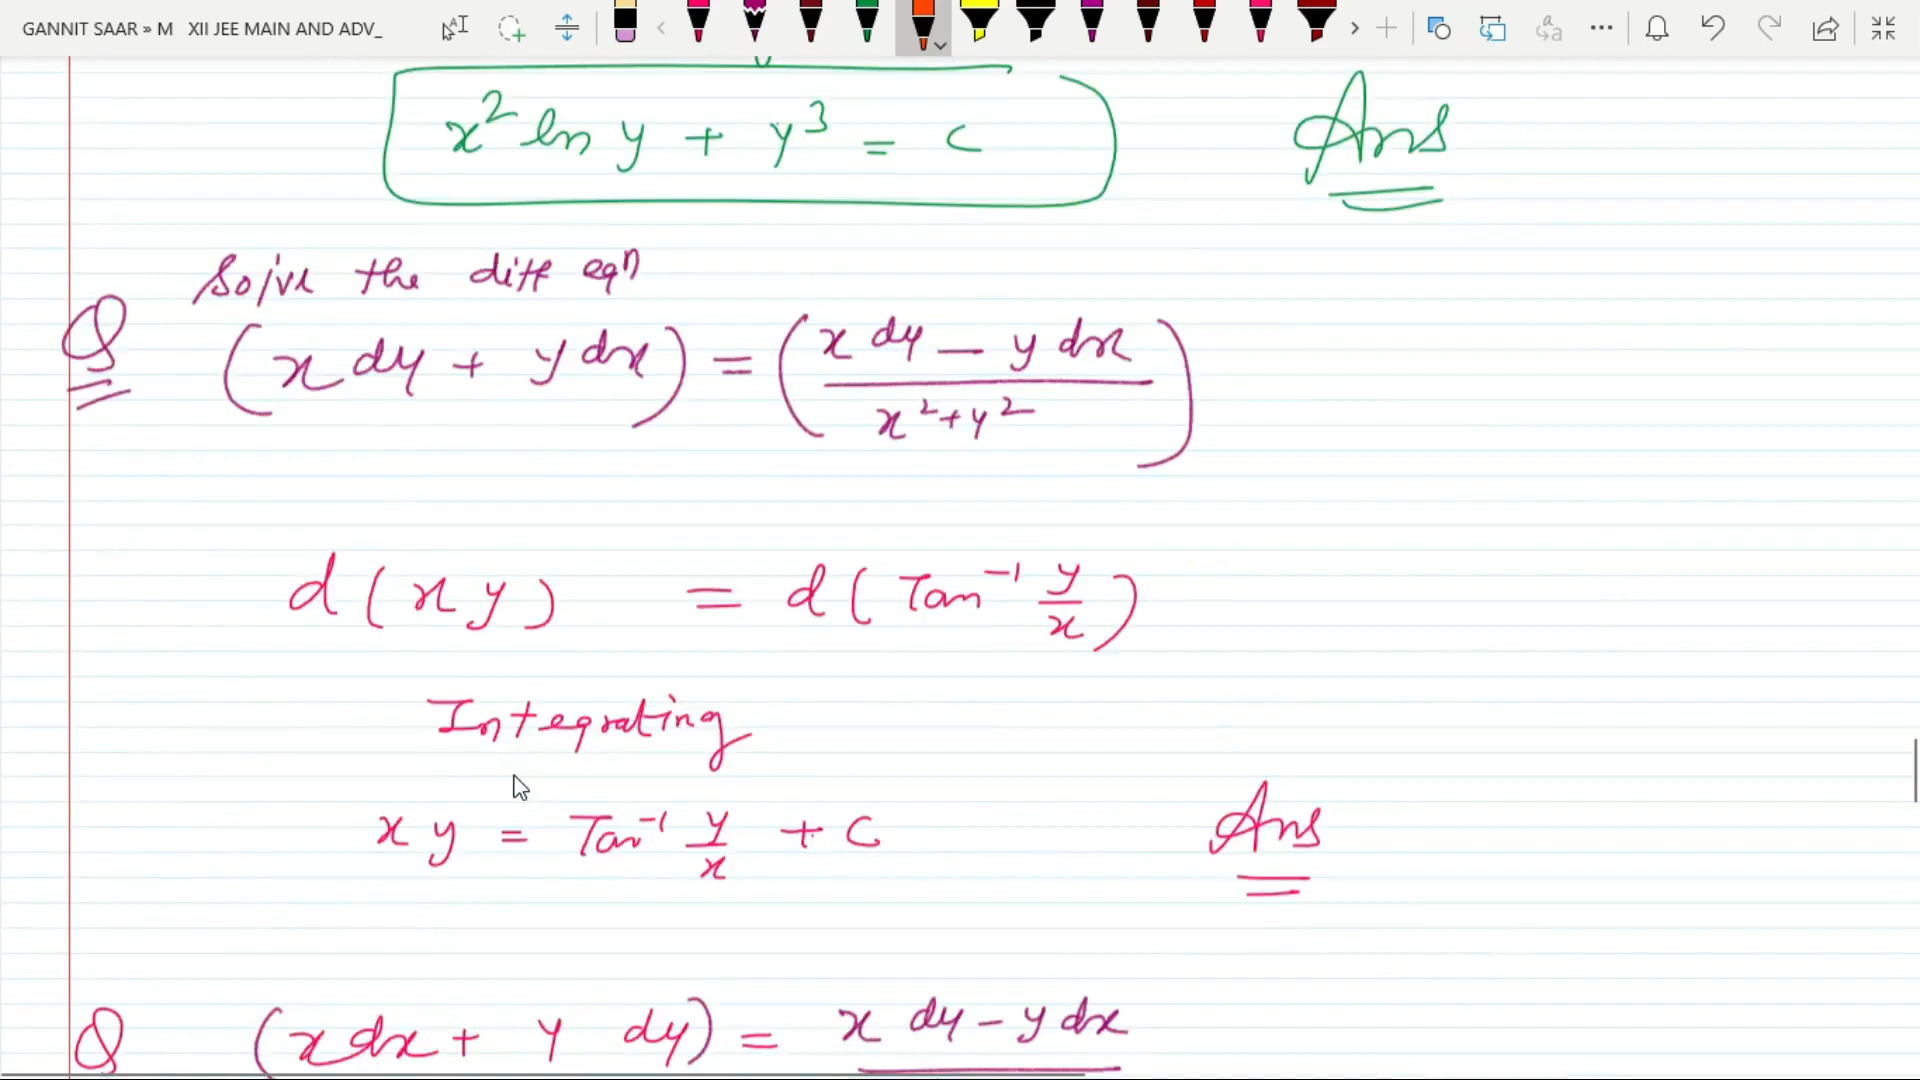 GANNIT SAAR » M XII JEE MAIN AND ADV_
x² ln y + y³ = c Ans
Solve the diff eqn
Q (x dy + y dx) = (x dy - y dx / x² + y²)
d(xy) = d(Tan⁻¹ y/x)
Integrating
xy = Tan⁻¹ y/x + c Ans
Q (x dx + y dy) = x dy - y dx